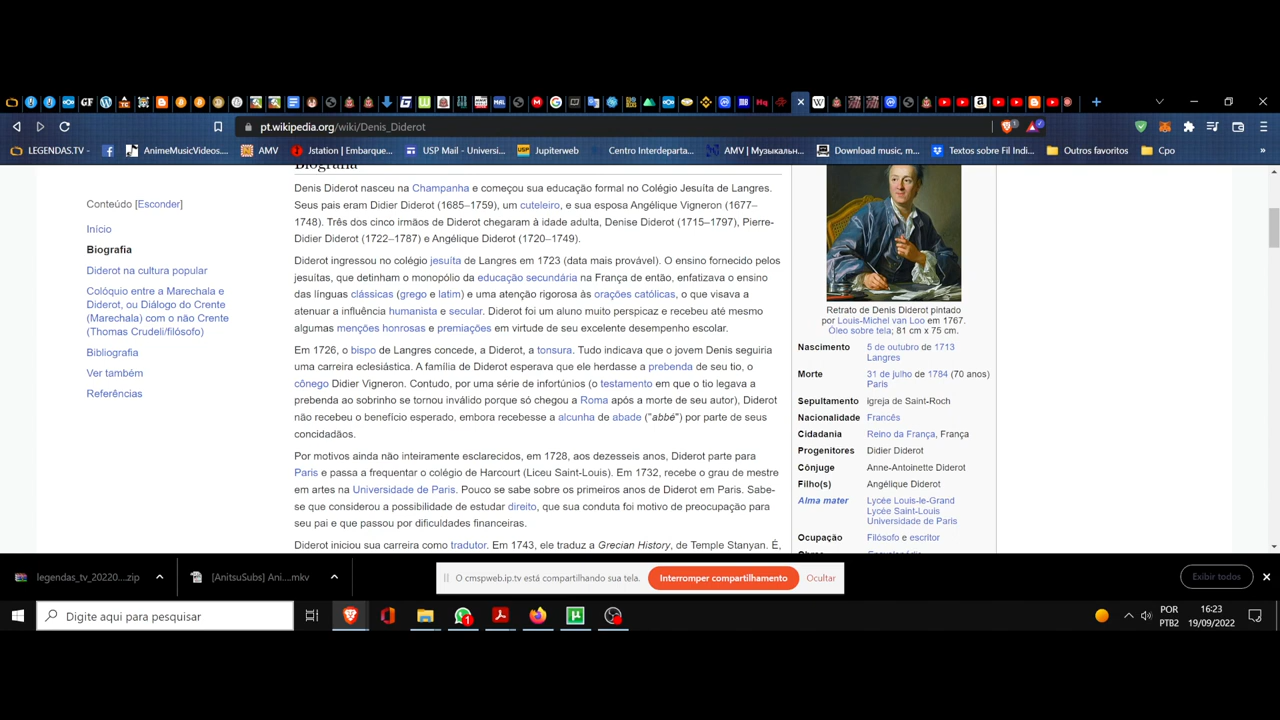 pt.wikipedia.org/wiki/Denis_Diderot
1
LEGENDAS.TV - AnimeMusicVideos... AMV Jstation | Embarque... USP Mail - Universi... Jupiterweb Centro Interdeparta... AMV | Музыкальн... Download music, m... Textos sobre Fil Indi... Outros favoritos Cpo »
Biografia
Conteúdo [Esconder]
Início
Biografia
Diderot na cultura popular
Colóquio entre a Marechala e
Diderot, ou Diálogo do Crente
(Marechala) com o não Crente
(Thomas Crudeli/filósofo)
Bibliografia
Ver também
Referências
Denis Diderot nasceu na Champanha e começou sua educação formal no Colégio Jesuíta de Langres.
Seus pais eram Didier Diderot (1685–1759), um cuteleiro, e sua esposa Angélique Vigneron (1677–
1748). Três dos cinco irmãos de Diderot chegaram à idade adulta, Denise Diderot (1715–1797), Pierre-
Didier Diderot (1722–1787) e Angélique Diderot (1720–1749).
Diderot ingressou no colégio jesuíta de Langres em 1723 (data mais provável). O ensino fornecido pelos
jesuítas, que detinham o monopólio da educação secundária na França de então, enfatizava o ensino
das línguas clássicas (grego e latim) e uma atenção rigorosa às orações católicas, o que visava a
atenuar a influência humanista e secular. Diderot foi um aluno muito perspicaz e recebeu até mesmo
algumas menções honrosas e premiações em virtude de seu excelente desempenho escolar.
Em 1726, o bispo de Langres concede, a Diderot, a tonsura. Tudo indicava que o jovem Denis seguiria
uma carreira eclesiástica. A família de Diderot esperava que ele herdasse a prebenda de seu tio, o
cônego Didier Vigneron. Contudo, por uma série de infortúnios (o testamento em que o tio legava a
prebenda ao sobrinho se tornou inválido porque só chegou a Roma após a morte de seu autor), Diderot
não recebeu o benefício esperado, embora recebesse a alcunha de abade ("abbé") por parte de seus
concidadãos.
Por motivos ainda não inteiramente esclarecidos, em 1728, aos dezesseis anos, Diderot parte para
Paris e passa a frequentar o colégio de Harcourt (Liceu Saint-Louis). Em 1732, recebe o grau de mestre
em artes na Universidade de Paris. Pouco se sabe sobre os primeiros anos de Diderot em Paris. Sabe-
se que considerou a possibilidade de estudar direito, que sua conduta foi motivo de preocupação para
seu pai e que passou por dificuldades financeiras.
Diderot iniciou sua carreira como tradutor. Em 1743, ele traduz a Grecian History, de Temple Stanyan. É,
Retrato de Denis Diderot pintado
por Louis-Michel van Loo em 1767.
Óleo sobre tela; 81 cm x 75 cm.
Nascimento 5 de outubro de 1713
Langres
Morte 31 de julho de 1784 (70 anos)
Paris
Sepultamento igreja de Saint-Roch
Nacionalidade Francês
Cidadania Reino da França, França
Progenitores Didier Diderot
Cônjuge Anne-Antoinette Diderot
Filho(s) Angélique Diderot
Alma mater Lycée Louis-le-Grand
Lycée Saint-Louis
Universidade de Paris
Ocupação Filósofo e escritor
legendas_tv_20220....zip [AnitsuSubs] Ani....mkv
O cmspweb.ip.tv está compartilhando sua tela. Interromper compartilhamento Ocultar
Exibir todos
Digite aqui para pesquisar
1
POR
PTB2
16:23
19/09/2022